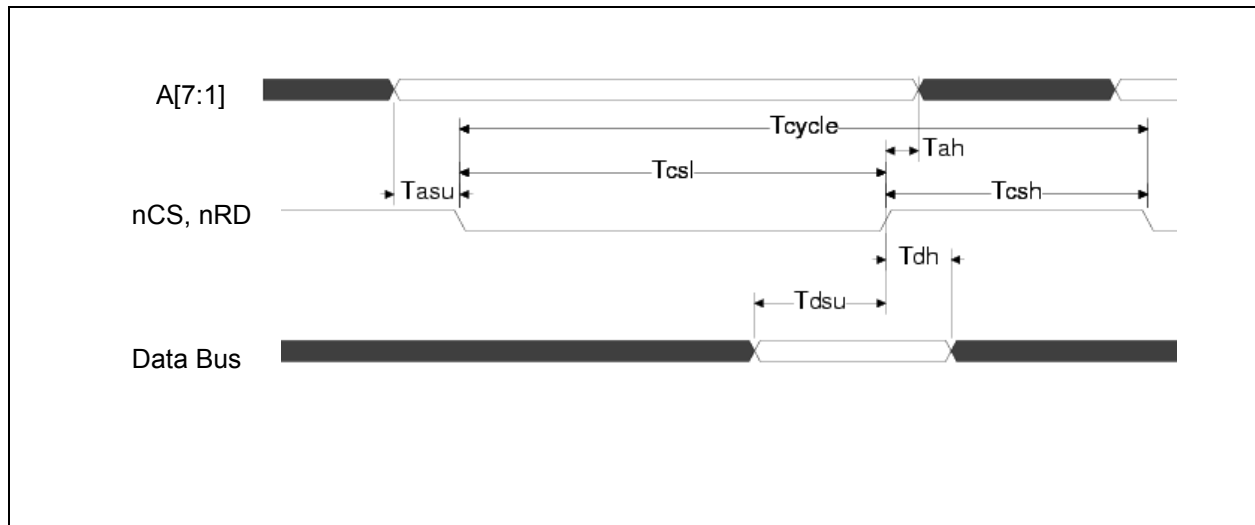 A[7:1]
Tcycle
Tah
Tcsl
Tasu
Tcsh
nCS, nRD
Tdh
Tdsu
Data Bus